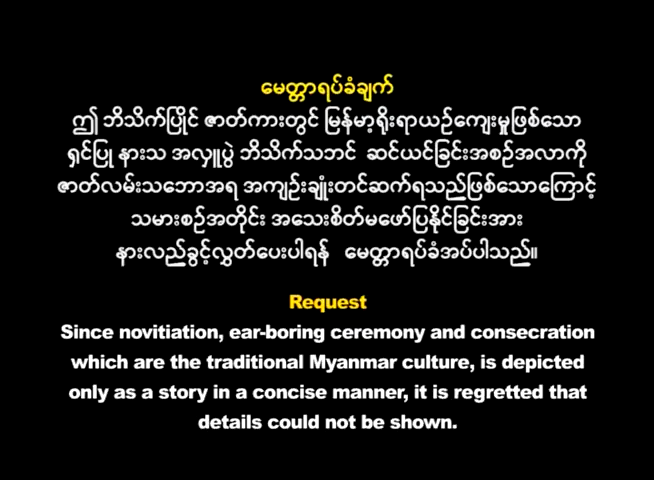 မေတ္တာရပ်ခံချက်
ဤ ဘိသိက်ပြိုင် ဇာတ်ကားတွင် မြန်မာ့ရိုးရာယဉ်ကျေးမှုဖြစ်သော
ရှင်ပြု နားသ အလှူပွဲ ဘိသိက်သဘင် ဆင်ယင်ခြင်းအစဉ်အလာကို
ဇာတ်လမ်းသဘောအရ အကျဉ်းချုံးတင်ဆက်ရသည်ဖြစ်သောကြောင့်
သမားစဉ်အတိုင်း အသေးစိတ်မဖော်ပြနိုင်ခြင်းအား
နားလည်ခွင့်လွှတ်ပေးပါရန် မေတ္တာရပ်ခံအပ်ပါသည်။
Request
Since novitiation, ear-boring ceremony and consecration
which are the traditional Myanmar culture, is depicted
only as a story in a concise manner, it is regretted that
details could not be shown.